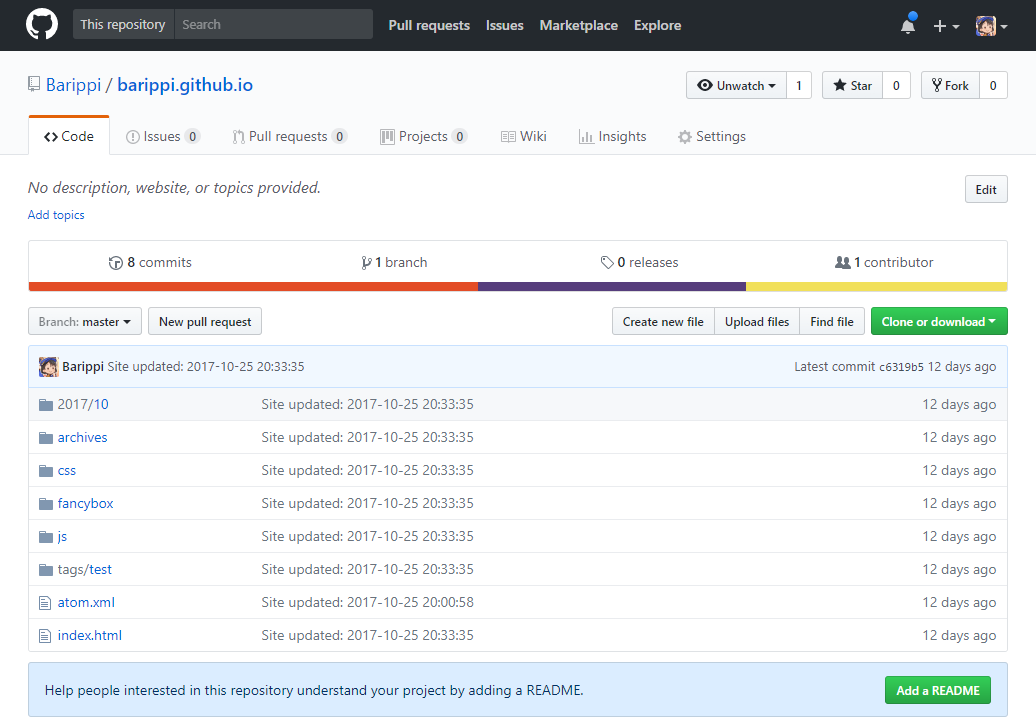 This repository Search Pull requests Issues Marketplace Explore
Barippi / barippi.github.io Unwatch 1 Star 0 Fork 0
Code Issues 0 Pull requests 0 Projects 0 Wiki Insights Settings
No description, website, or topics provided. Edit
Add topics
8 commits 1 branch 0 releases 1 contributor
Branch: master New pull request Create new file Upload files Find file Clone or download
Barippi Site updated: 2017-10-25 20:33:35 Latest commit c6319b5 12 days ago
2017/10 Site updated: 2017-10-25 20:33:35 12 days ago
archives Site updated: 2017-10-25 20:33:35 12 days ago
css Site updated: 2017-10-25 20:33:35 12 days ago
fancybox Site updated: 2017-10-25 20:33:35 12 days ago
js Site updated: 2017-10-25 20:33:35 12 days ago
tags/test Site updated: 2017-10-25 20:33:35 12 days ago
atom.xml Site updated: 2017-10-25 20:00:58 12 days ago
index.html Site updated: 2017-10-25 20:33:35 12 days ago
Help people interested in this repository understand your project by adding a README. Add a README